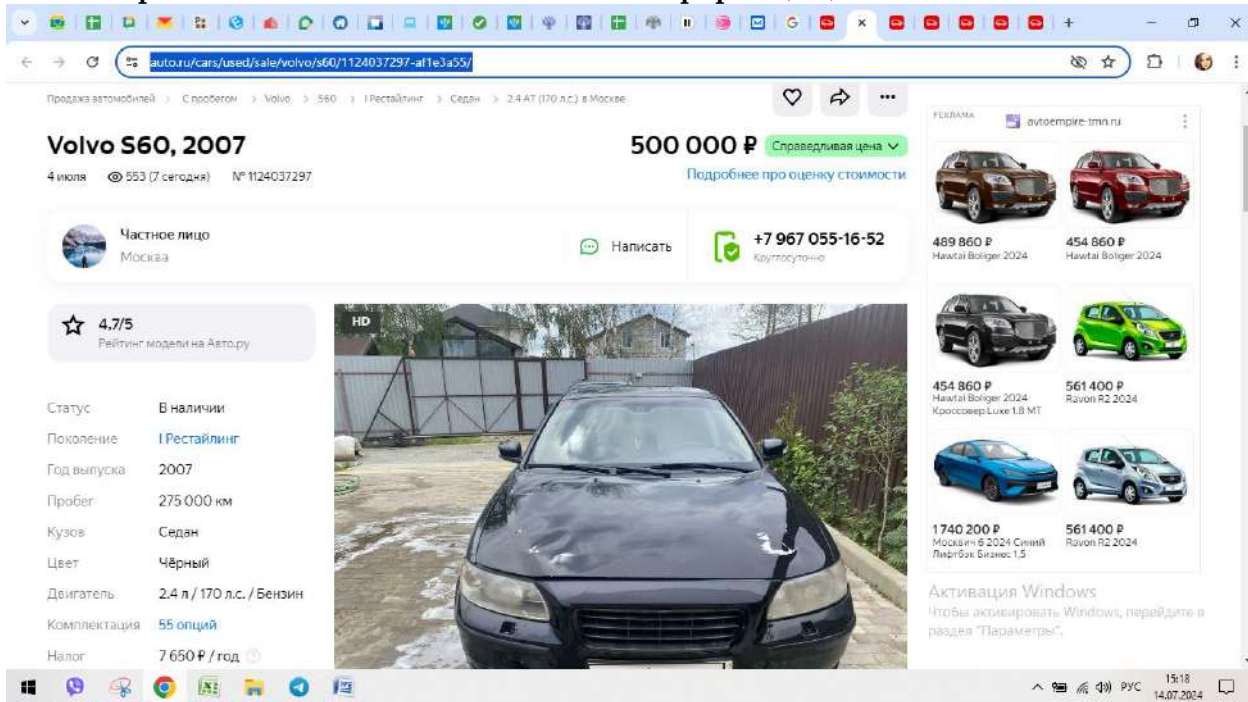 auto.ru/cars/used/sale/volvo/s60/1124037297-af1e3a55/
Продажа автомобилей > С пробегом > Volvo > S60 > I Рестайлинг > Седан > 2.4 AT (170 л.с.) в Москве
Volvo S60, 2007
500 000 ₽ Справедливая цена
4 июля 553 (7 сегодня) № 1124037297
Подробнее про оценку стоимости
Частное лицо
Москва
Написать
+7 967 055-16-52
Круглосуточно
4,7/5
Рейтинг модели на Авто.ру
HD
Статус В наличии
Поколение I Рестайлинг
Год выпуска 2007
Пробег 275 000 км
Кузов Седан
Цвет Чёрный
Двигатель 2.4 л / 170 л.с. / Бензин
Комплектация 55 опций
Налог 7 650 ₽ / год
РЕКЛАМА avtoempire-tmn.ru
489 860 ₽ 454 860 ₽
Hawtai Boliger 2024 Hawtai Boliger 2024
454 860 ₽ 561 400 ₽
Hawtai Boliger 2024 Ravon R2 2024
Кроссовер Luxe 1.8 MT
1 740 200 ₽ 561 400 ₽
Москвич 6 2024 Синий Ravon R2 2024
Лифтбэк Бизнес 1,5
Активация Windows
Чтобы активировать Windows, перейдите в
раздел "Параметры".
РУС 15:18
14.07.2024